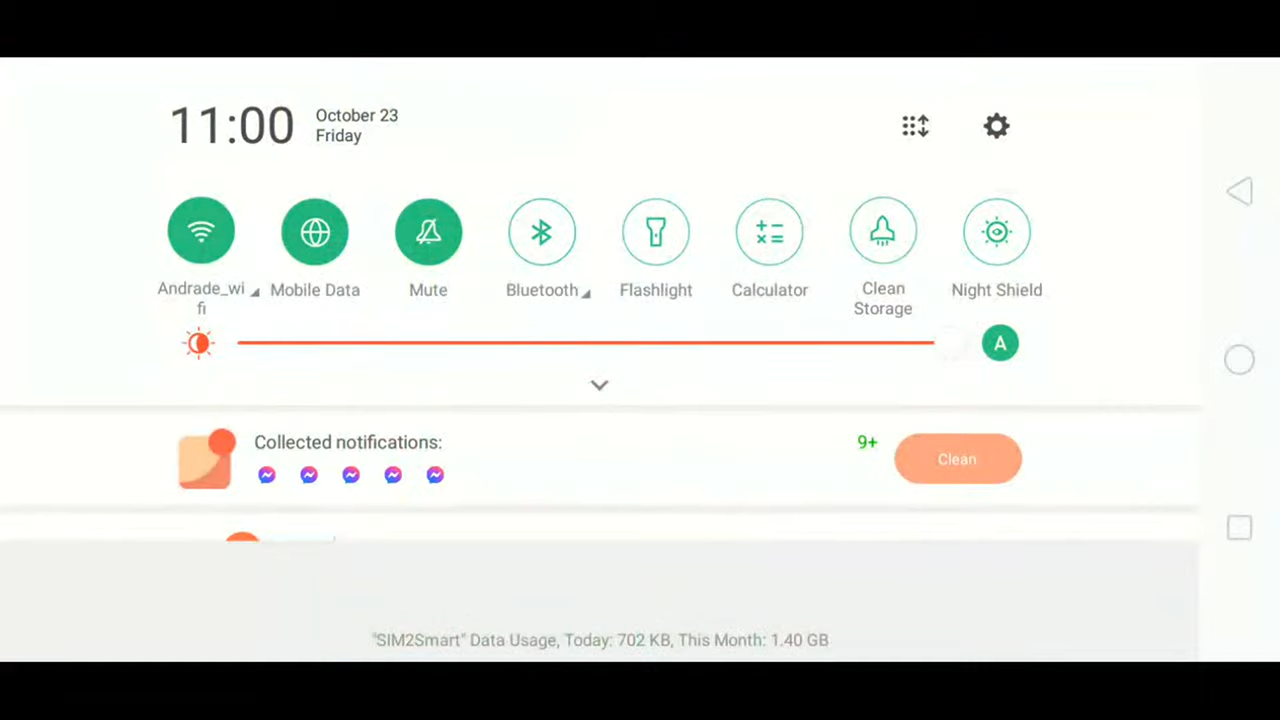 11:00
October 23
Friday
Andrade_wi
fi
Mobile Data
Mute
Bluetooth
Flashlight
Calculator
Clean
Storage
Night Shield
A
Collected notifications:
9+
Clean
"SIM2Smart" Data Usage, Today: 702 KB, This Month: 1.40 GB